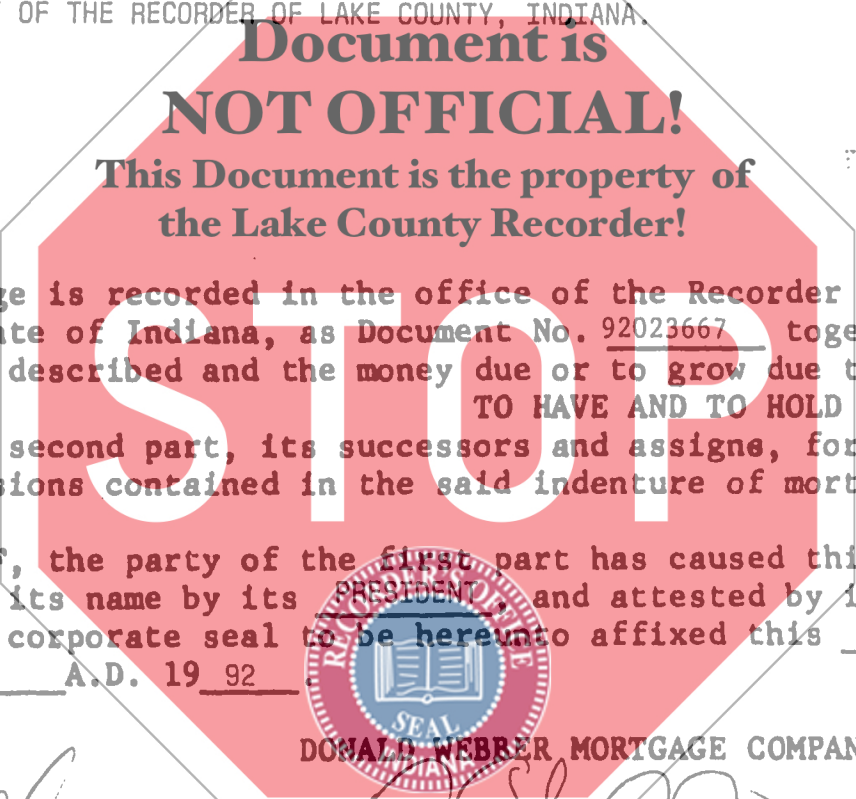 OF THE RECORDER OF LAKE COUNTY, INDIANA.
Document is
NOT OFFICIAL!
This Document is the property of
the Lake County Recorder!
ge is recorded in the office of the Recorder
te of Indiana, as Document No. 92023667 toge
described and the money due or to grow due t
TO HAVE AND TO HOLD
second part, its successors and assigns, for
sions contained in the said indenture of mort
STOP
, the party of the first part has caused thi
its name by its PRESIDENT, and attested by i
corporate seal to be hereunto affixed this
A.D. 19 92.
RECORDER'S OFFICE
SEAL
INDIANA
DONALD WEBBER MORTGAGE COMPAN